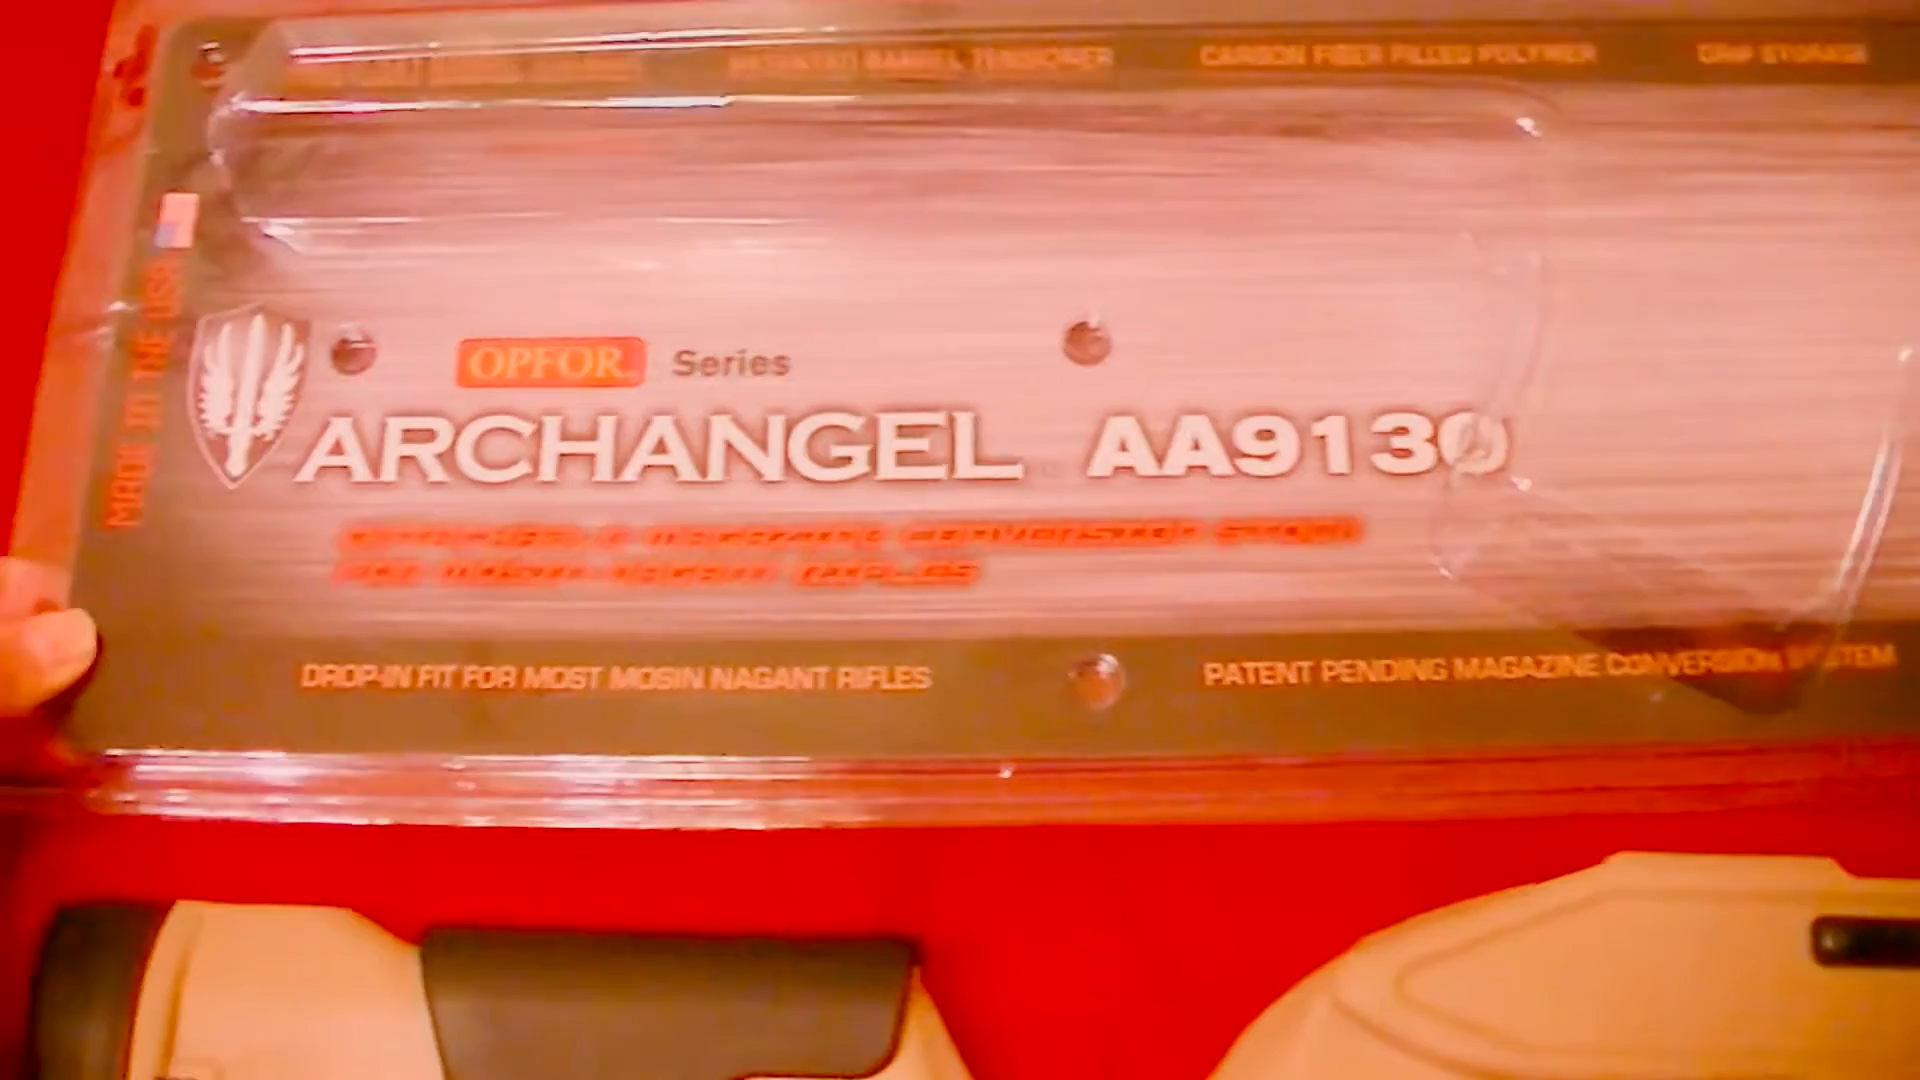 PATENTED BARREL TENSIONER
CARBON FIBER FILLED POLYMER
GRIP STORAGE
MADE IN THE USA
OPFOR Series
ARCHANGEL AA9130
DROP-IN FIT FOR MOST MOSIN NAGANT RIFLES
PATENT PENDING MAGAZINE CONVERSION SYSTEM